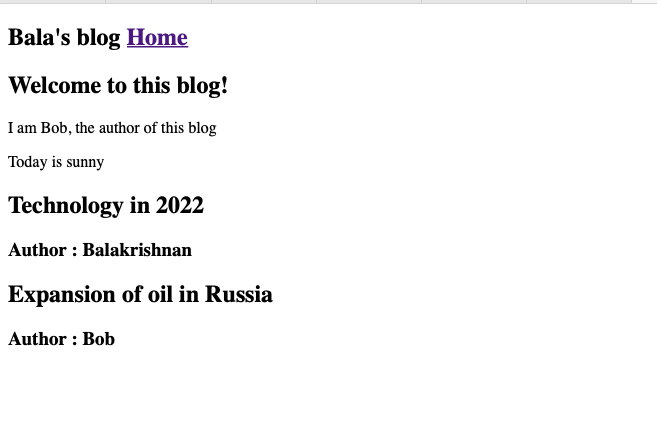 Bala's blog Home
Welcome to this blog!
I am Bob, the author of this blog
Today is sunny
Technology in 2022
Author : Balakrishnan
Expansion of oil in Russia
Author : Bob